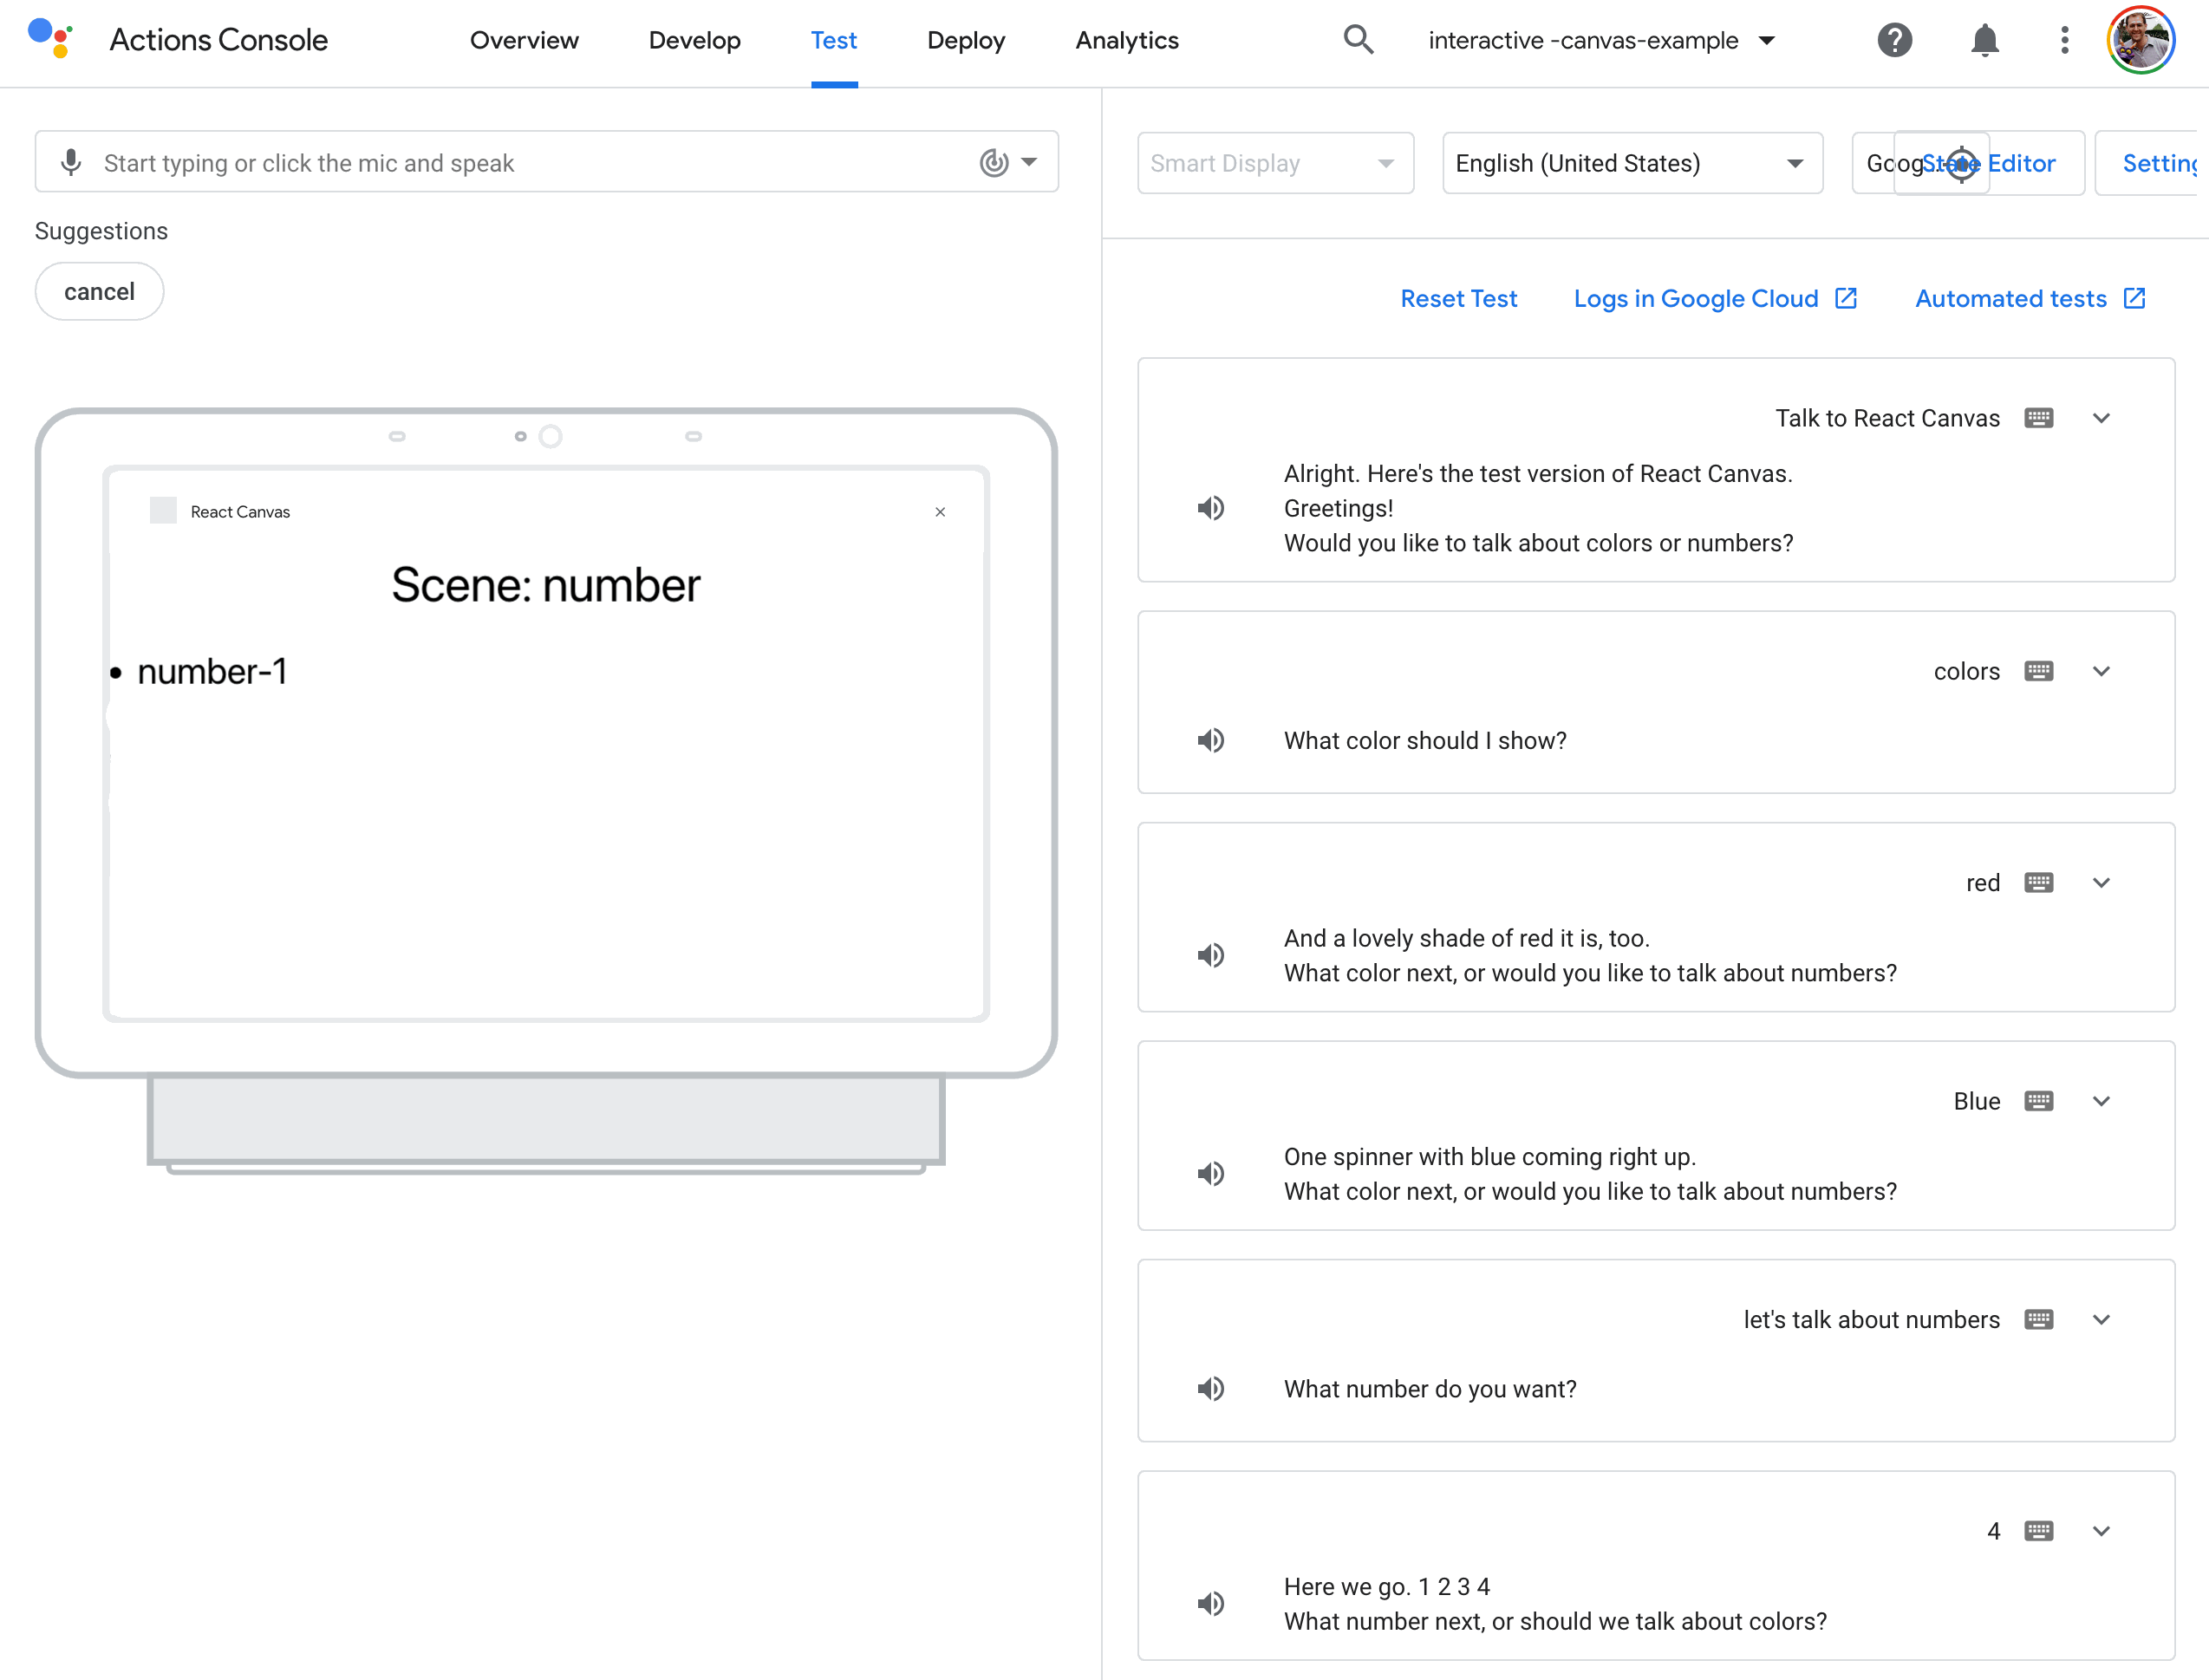 Actions Console
Overview
Develop
Test
Deploy
Analytics
interactive -canvas-example
Start typing or click the mic and speak
Suggestions
cancel
React Canvas
Scene: number
• number-1
Smart Display
English (United States)
Goog...
State Editor
Setting
Reset Test
Logs in Google Cloud
Automated tests
Talk to React Canvas
Alright. Here's the test version of React Canvas.
Greetings!
Would you like to talk about colors or numbers?
colors
What color should I show?
red
And a lovely shade of red it is, too.
What color next, or would you like to talk about numbers?
Blue
One spinner with blue coming right up.
What color next, or would you like to talk about numbers?
let's talk about numbers
What number do you want?
4
Here we go. 1 2 3 4
What number next, or should we talk about colors?